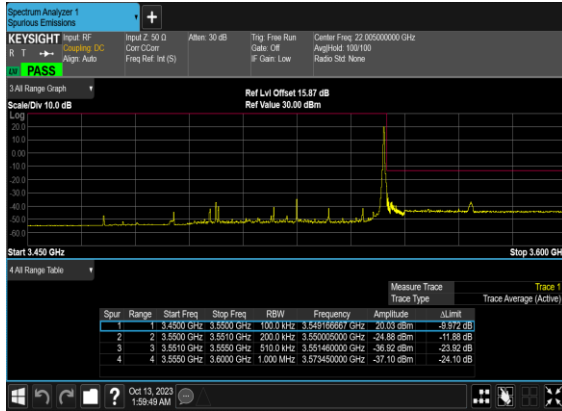 Spectrum Analyzer 1
Spurious Emissions
+
KEYSIGHT
R T
PASS
Input: RF
Coupling: DC
Align: Auto
Input Z: 50 Ω
Corr CCorr
Freq Ref: Int (S)
Atten: 30 dB
Trig: Free Run
Gate: Off
IF Gain: Low
Center Freq: 22.005000000 GHz
Avg|Hold: 100/100
Radio Std: None
3 All Range Graph
Ref Lvl Offset 15.87 dB
Scale/Div 10.0 dB
Ref Value 30.00 dBm
Log
20.0
10.0
0.00
-10.0
-20.0
-30.0
-40.0
-50.0
-60.0
Start 3.450 GHz
Stop 3.600 GH
4 All Range Table
Measure Trace Trace 1
Trace Type Trace Average (Active)
Spur Range Start Freq Stop Freq RBW Frequency Amplitude ΔLimit
1 1 3.4500 GHz 3.5500 GHz 100.0 kHz 3.549166667 GHz 20.03 dBm -9.972 dB
2 2 3.5500 GHz 3.5510 GHz 200.0 kHz 3.550005000 GHz -24.88 dBm -11.88 dB
3 3 3.5510 GHz 3.5550 GHz 510.0 kHz 3.551460000 GHz -36.92 dBm -23.92 dB
4 4 3.5550 GHz 3.6000 GHz 1.000 MHz 3.573450000 GHz -37.10 dBm -24.10 dB
?
Oct 13, 2023
1:59:49 AM